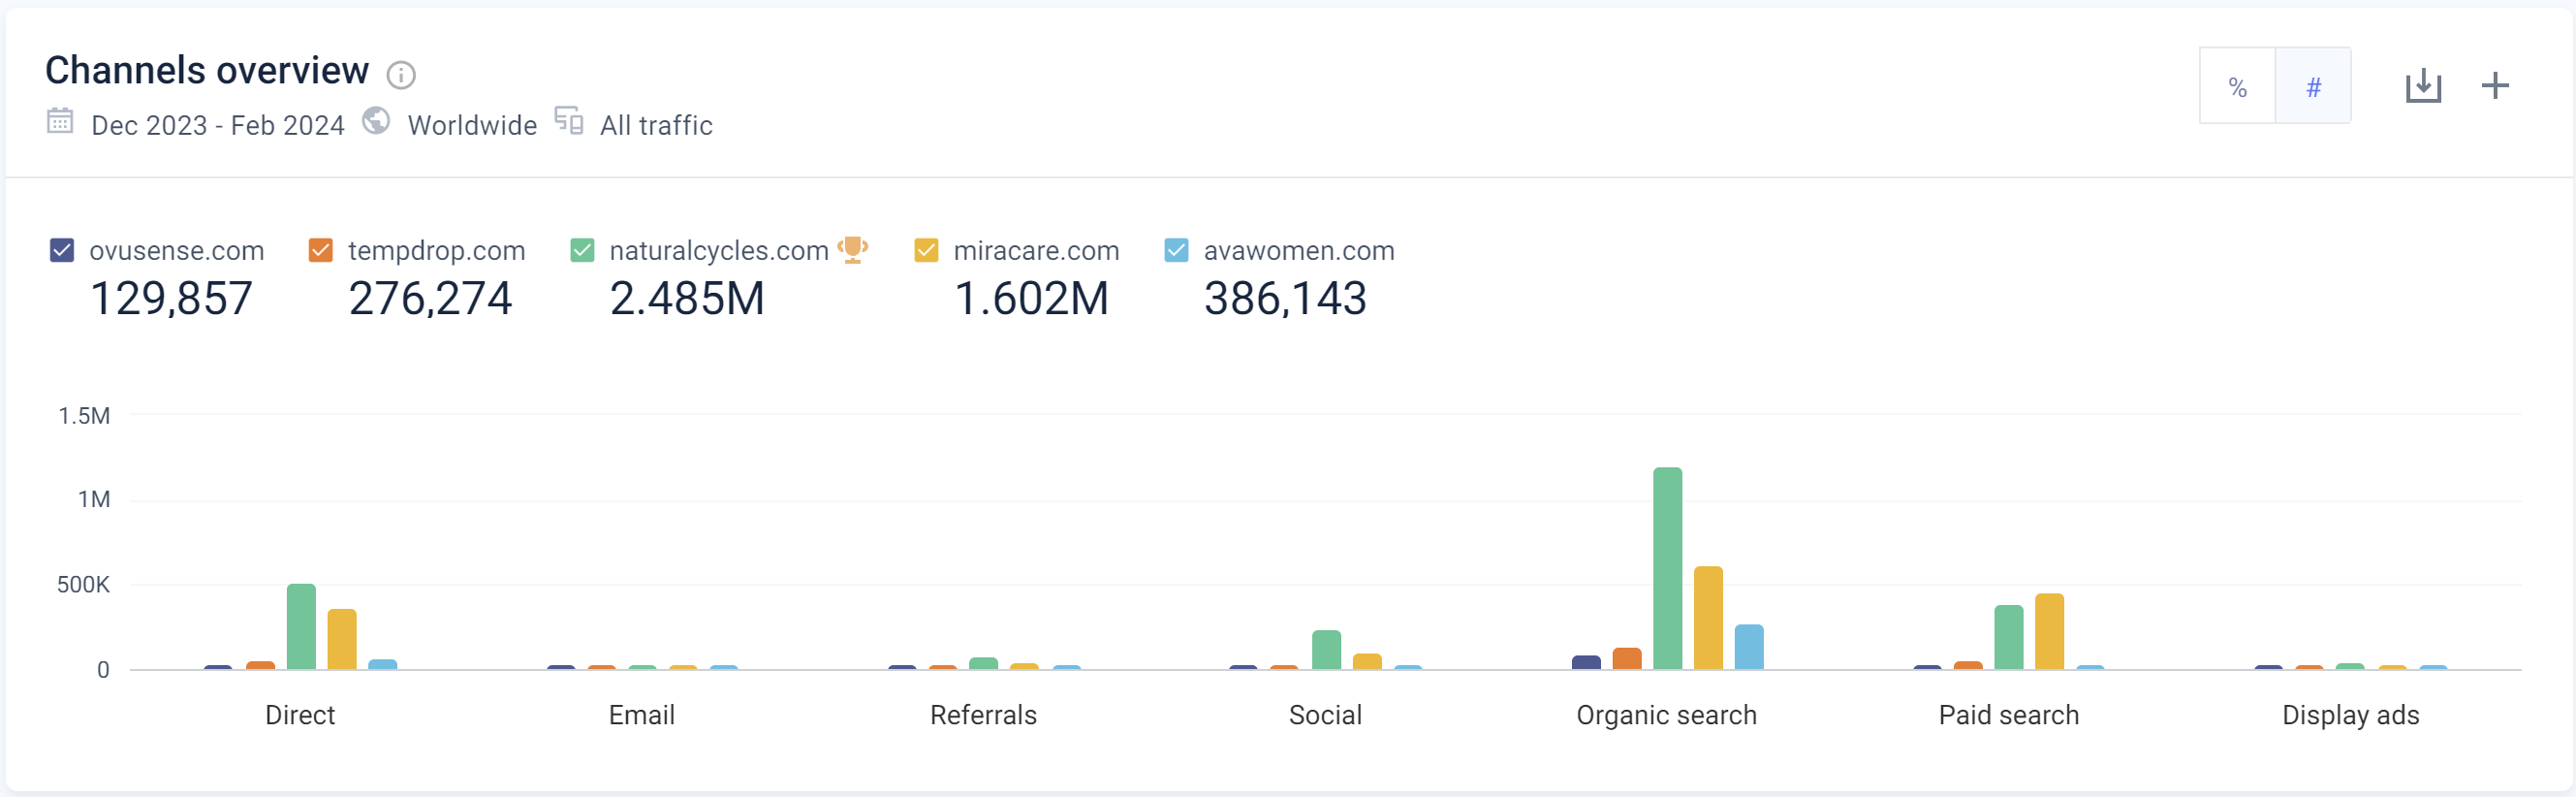 Channels overview
% #
Dec 2023 - Feb 2024 Worldwide All traffic
ovusense.com tempdrop.com naturalcycles.com miracare.com avawomen.com
129,857 276,274 2.485M 1.602M 386,143
1.5M
1M
500K
0
Direct Email Referrals Social Organic search Paid search Display ads